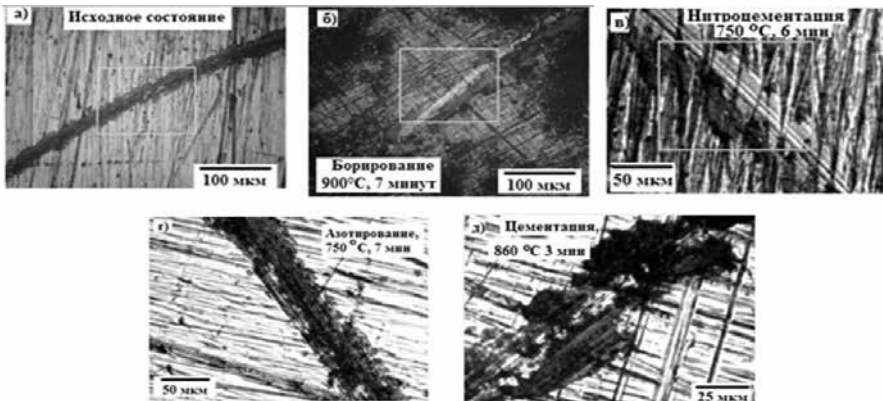 а)
Исходное состояние
100 мкм
б)
Борирование
900°C, 7 минут
100 мкм
в)
Нитроцементация
750 °C, 6 мин
50 мкм
г)
Азотирование,
750 °C, 7 мин
50 мкм
д)
Цементация,
860 °C 3 мин
25 мкм